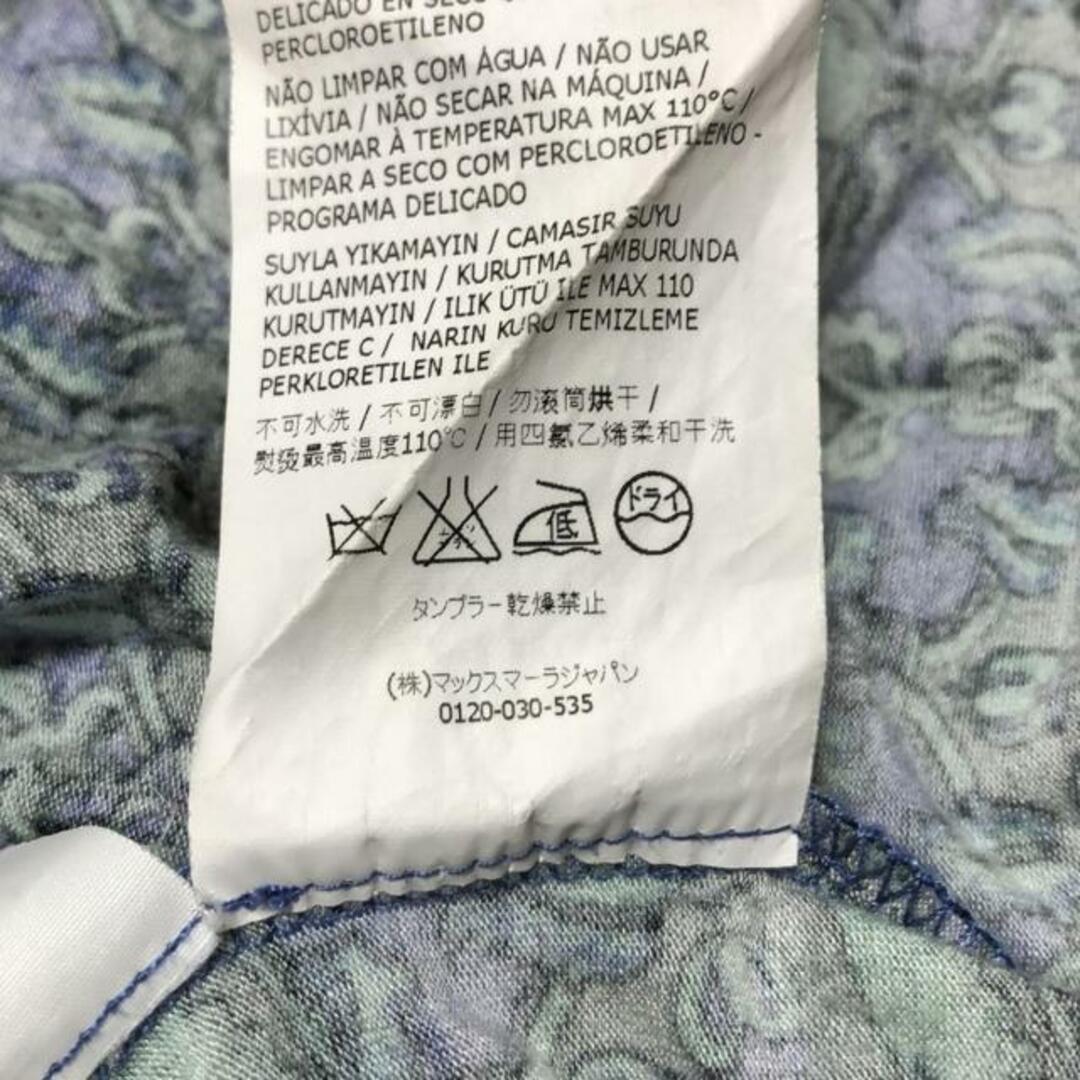 DELICADO EN SECO
PERCLOROETILENO
NÃO LIMPAR COM ÁGUA / NÃO USAR
LIXÍVIA / NÃO SECAR NA MÁQUINA /
ENGOMAR À TEMPERATURA MAX 110°C /
LIMPAR A SECO COM PERCLOROETILENO -
PROGRAMA DELICADO
SUYLA YIKAMAYIN / CAMASIR SUYU
KULLANMAYIN / KURUTMA TAMBURUNDA
KURUTMAYIN / ILIK ÜTÜ ILE MAX 110
DERECE C / NARIN KURU TEMIZLEME
PERKLORETILEN ILE
不可水洗 / 不可漂白 / 勿滚筒烘干 /
熨烫最高温度110°C / 用四氯乙烯柔和干洗
低 ドライ
タンブラー乾燥禁止
(株)マックスマーラジャパン
0120-030-535